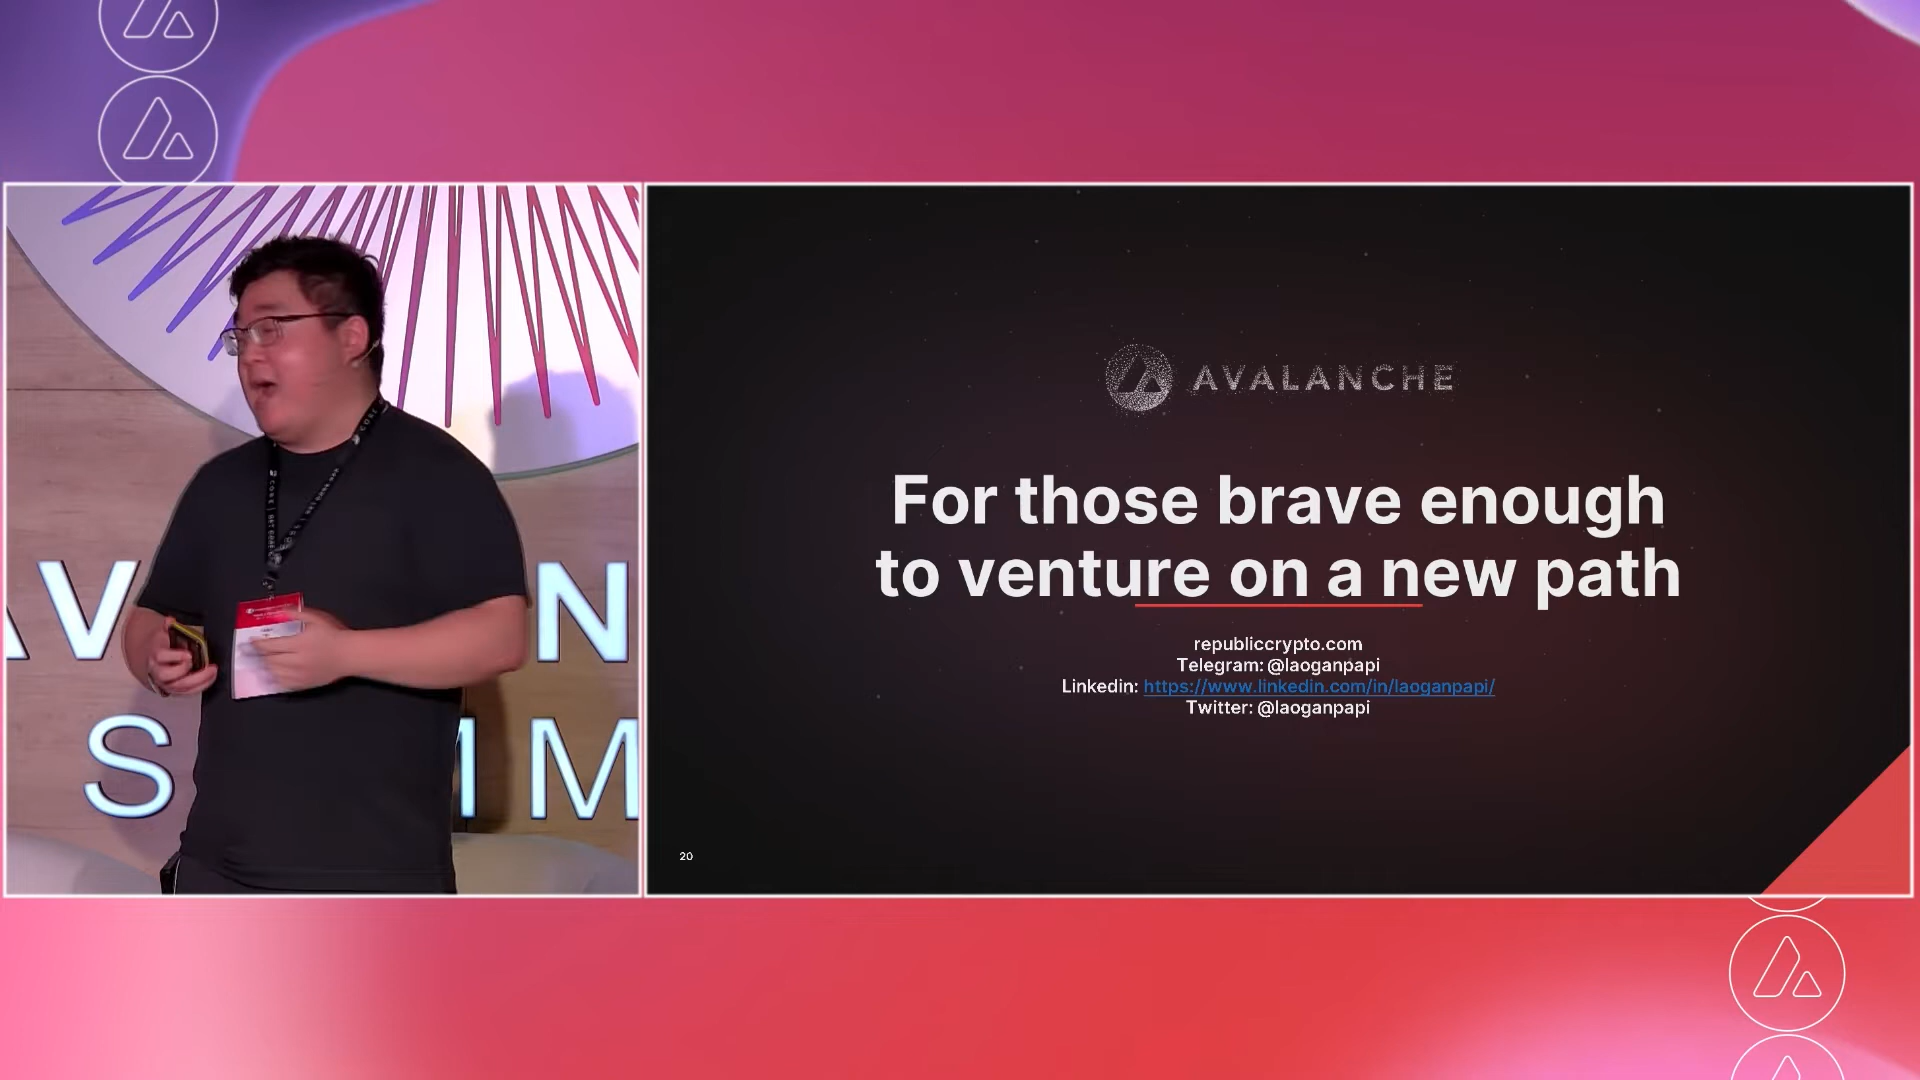 AVALANCHE
For those brave enough
to venture on a new path
republiccrypto.com
Telegram: @laoganpapi
Linkedin: https://www.linkedin.com/in/laoganpapi/
Twitter: @laoganpapi
20
AV N
S M
CORE